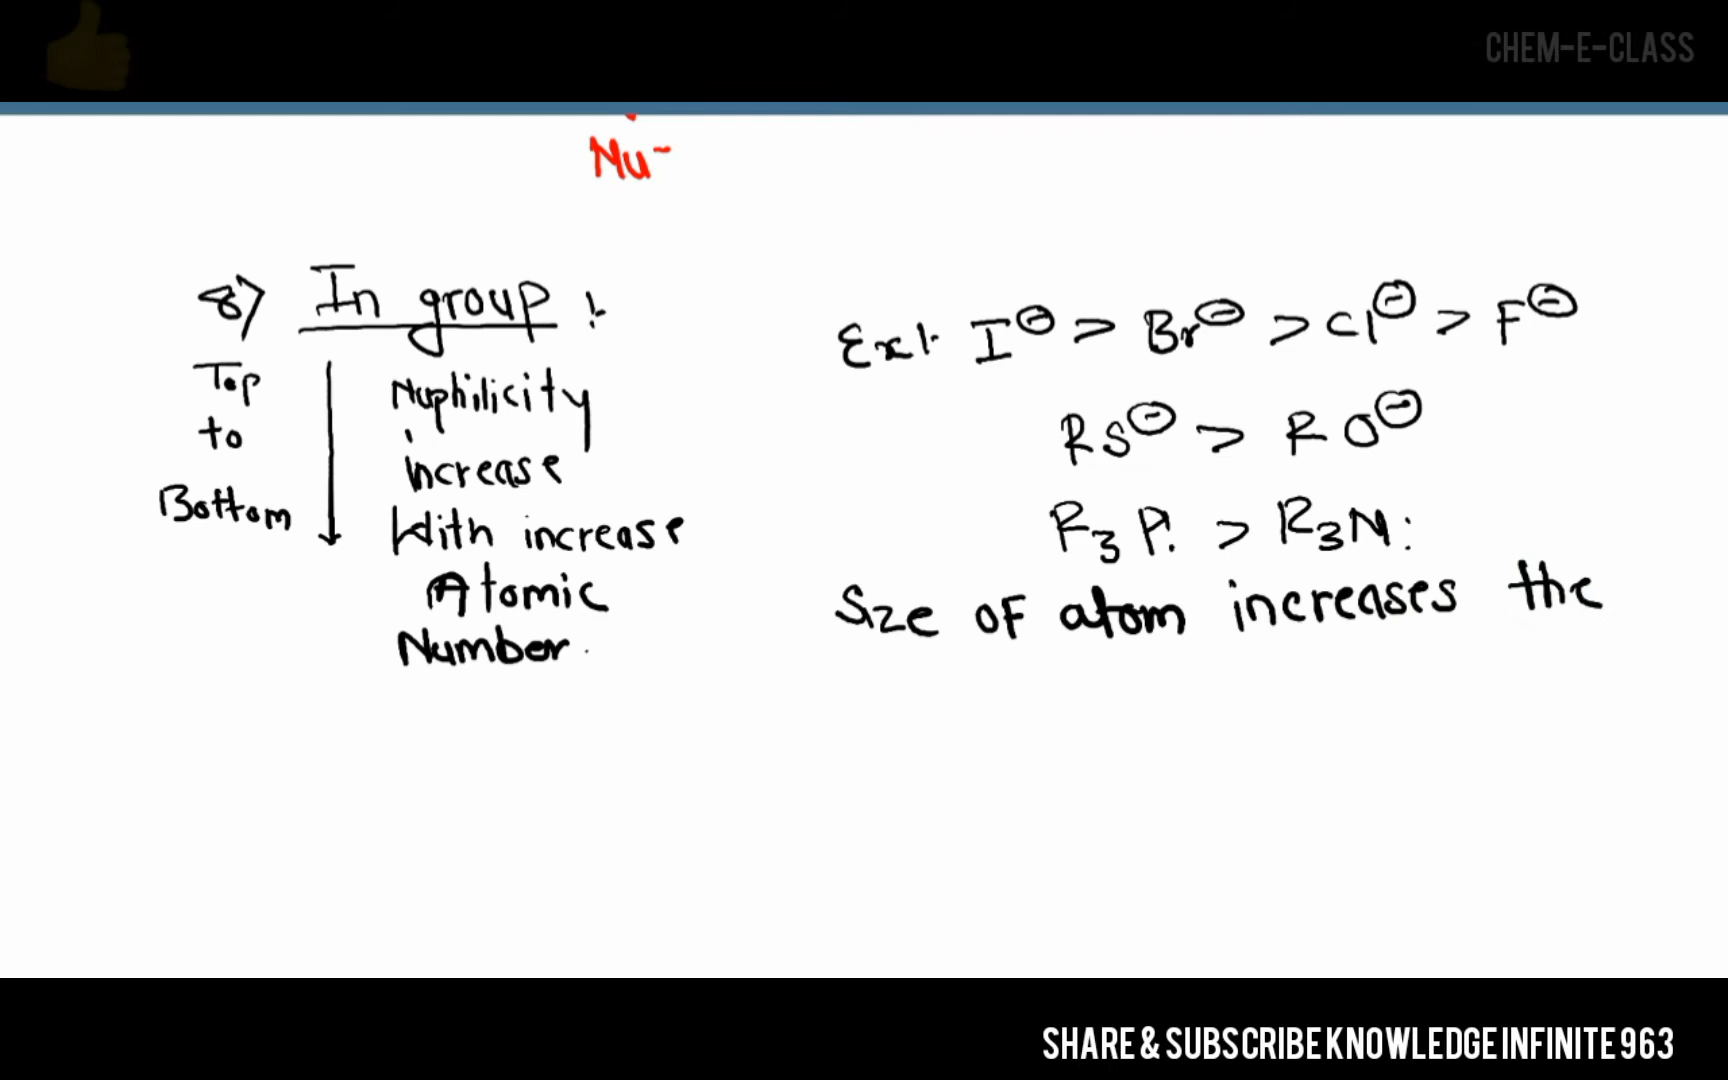 CHEM-E-CLASS
Nu-
8) In group :-
Top
to
Bottom
Nuphilicity
increase
With increase
Atomic
Number.
Ex:- I⊖ > Br⊖ > Cl⊖ > F⊖
RS⊖ > RO⊖
R₃P: > R₃N:
Size OF atom increases the
SHARE & SUBSCRIBE KNOWLEDGE INFINITE 963